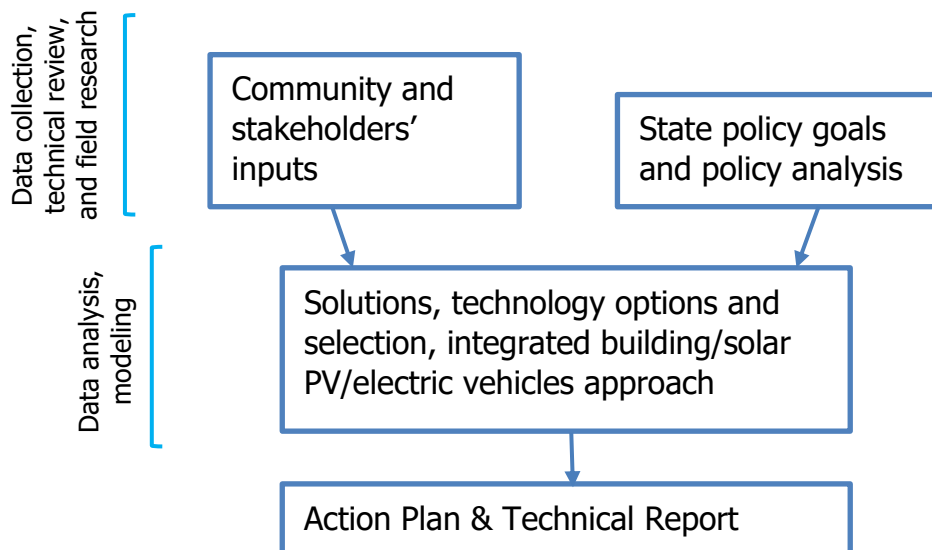 Data collection,
technical review,
and field research
Community and
stakeholders’
inputs
State policy goals
and policy analysis
Data analysis,
modeling
Solutions, technology options and
selection, integrated building/solar
PV/electric vehicles approach
Action Plan & Technical Report